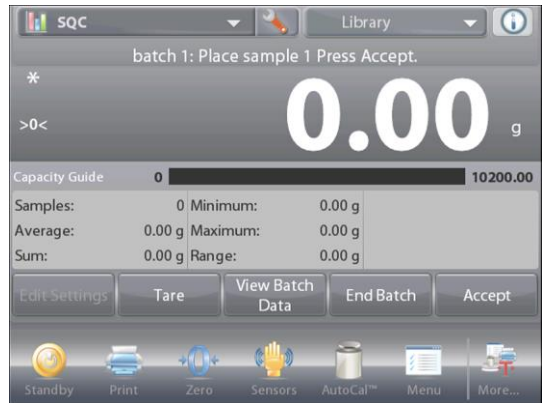 SQC
Library
batch 1: Place sample 1 Press Accept.
*
>0<
0.00 g
Capacity Guide 0 10200.00
Samples: 0 Minimum: 0.00 g
Average: 0.00 g Maximum: 0.00 g
Sum: 0.00 g Range: 0.00 g
Edit Settings
Tare
View Batch
Data
End Batch
Accept
Standby
Print
Zero
Sensors
AutoCal™
Menu
More...